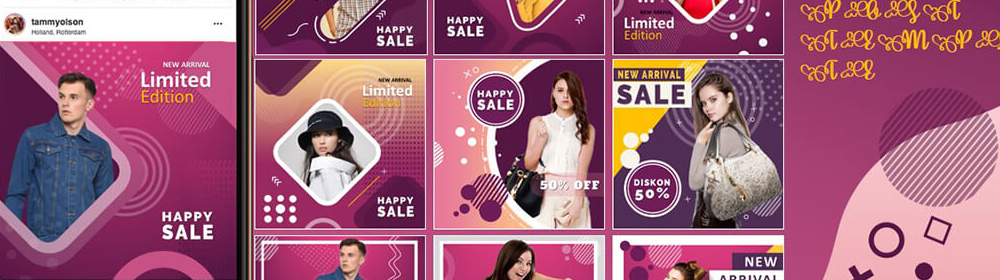 tammyolson
Holland, Rotterdam
NEW ARRIVAL
Limited
Edition
HAPPY
SALE
HAPPY
SALE
HAPPY
SALE
Limited
Edition
NEW ARRIVAL
Limited
Edition
HAPPY
SALE
HAPPY
SALE
50% OFF
NEW ARRIVAL
SALE
DISKON
50%
NEW
ARRIVAL